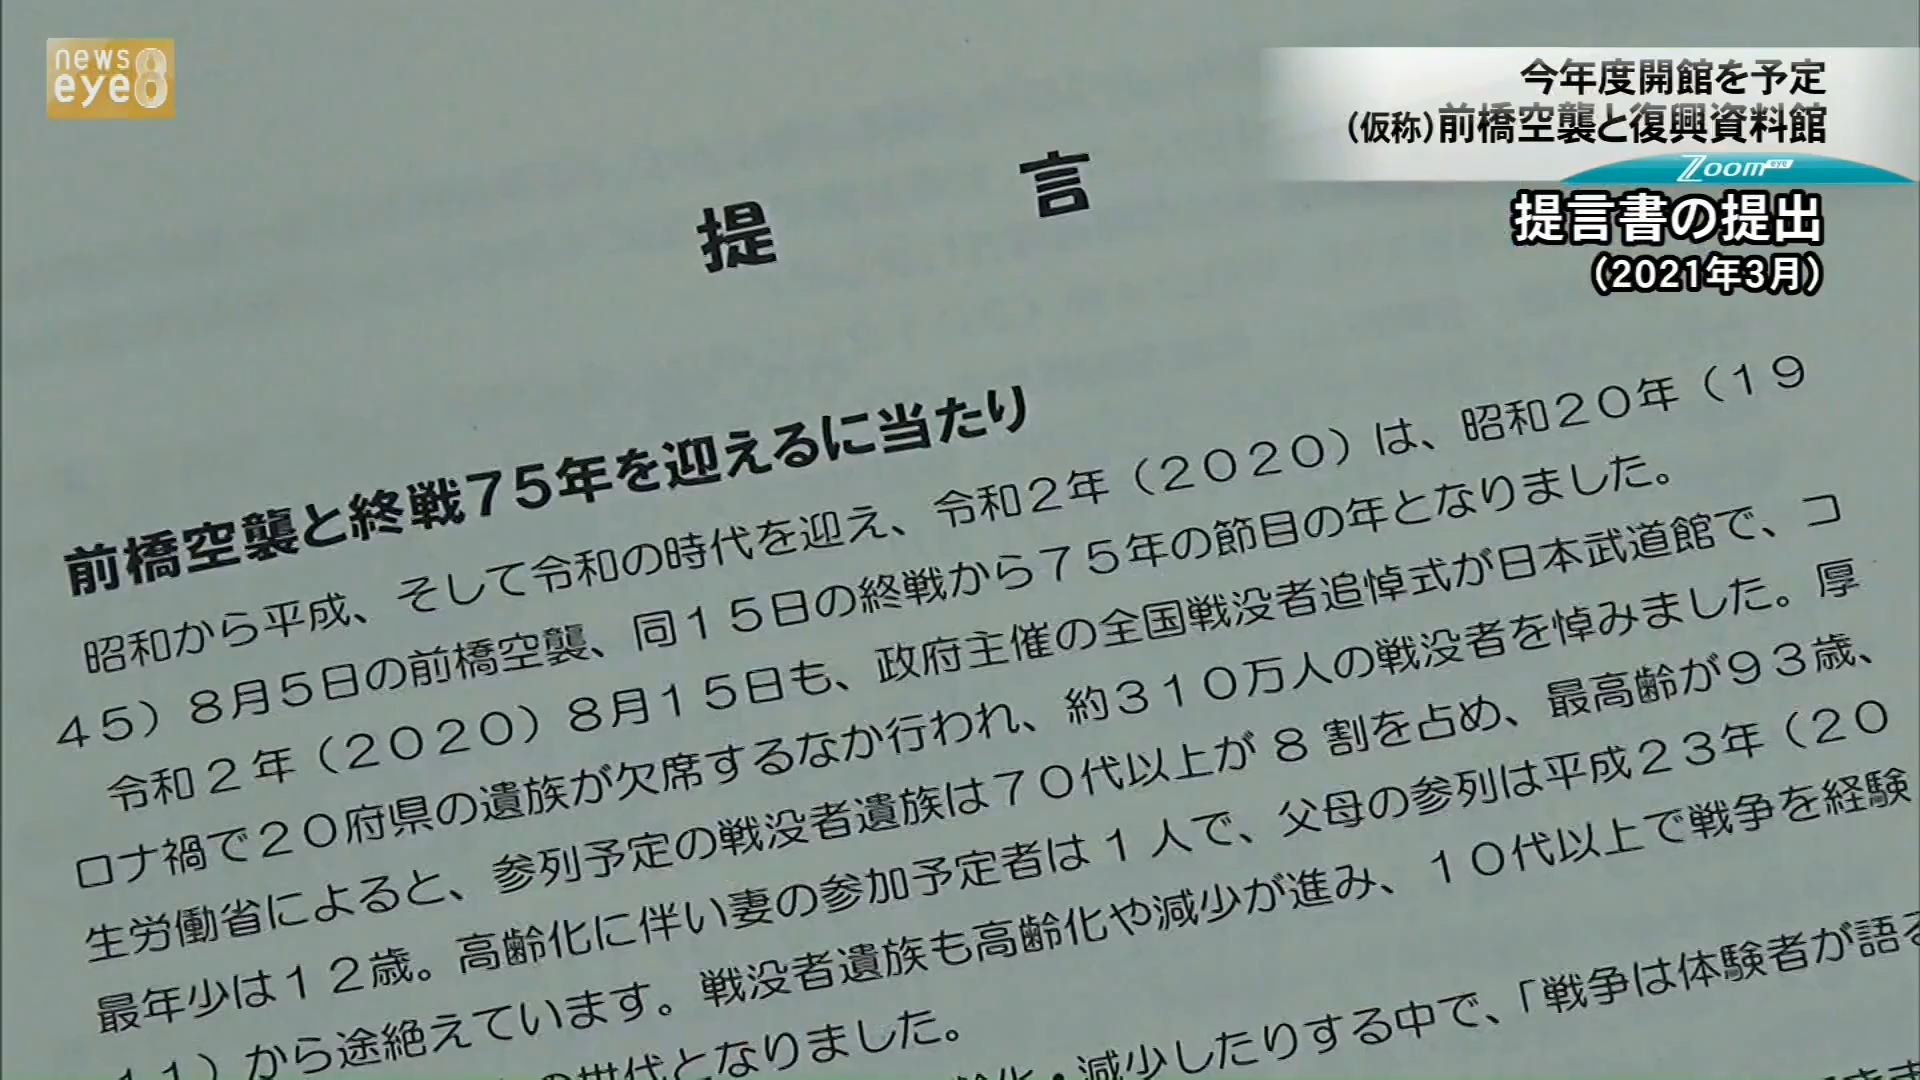 news
eye8
今年度開館を予定
(仮称)前橋空襲と復興資料館
Zoom eye
提言書の提出
(2021年3月)
提 言
前橋空襲と終戦75年を迎えるに当たり
昭和から平成、そして令和の時代を迎え、令和2年(2020)は、昭和20年(19
45)8月5日の前橋空襲、同15日の終戦から75年の節目の年となりました。
令和2年(2020)8月15日も、政府主催の全国戦没者追悼式が日本武道館で、コ
ロナ禍で20府県の遺族が欠席するなか行われ、約310万人の戦没者を悼みました。厚
生労働省によると、参列予定の戦没者遺族は70代以上が8割を占め、最高齢が93歳、
最年少は12歳。高齢化に伴い妻の参加予定者は1人で、父母の参列は平成23年(20
11)から途絶えています。戦没者遺族も高齢化や減少が進み、10代以上で戦争を経験
の世代となりました。
齢化・減少したりする中で、「戦争は体験者が語る